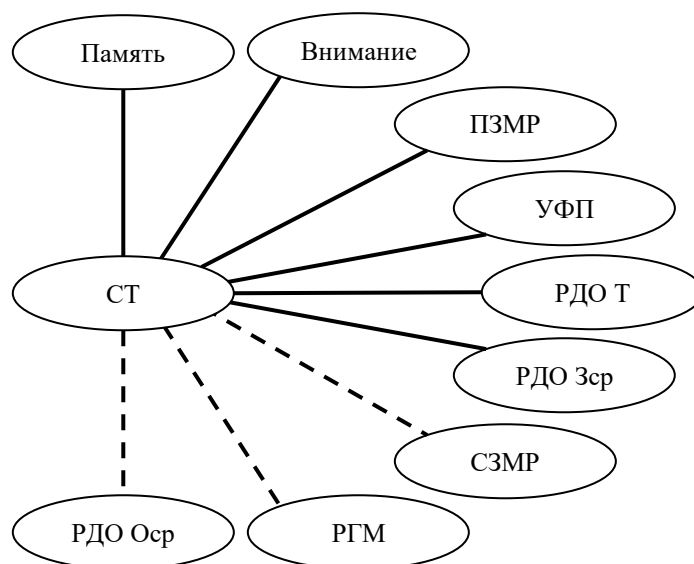 Память
Внимание
ПЗМР
УФП
СТ
РДО Т
РДО Зср
СЗМР
РДО Оср
РГМ